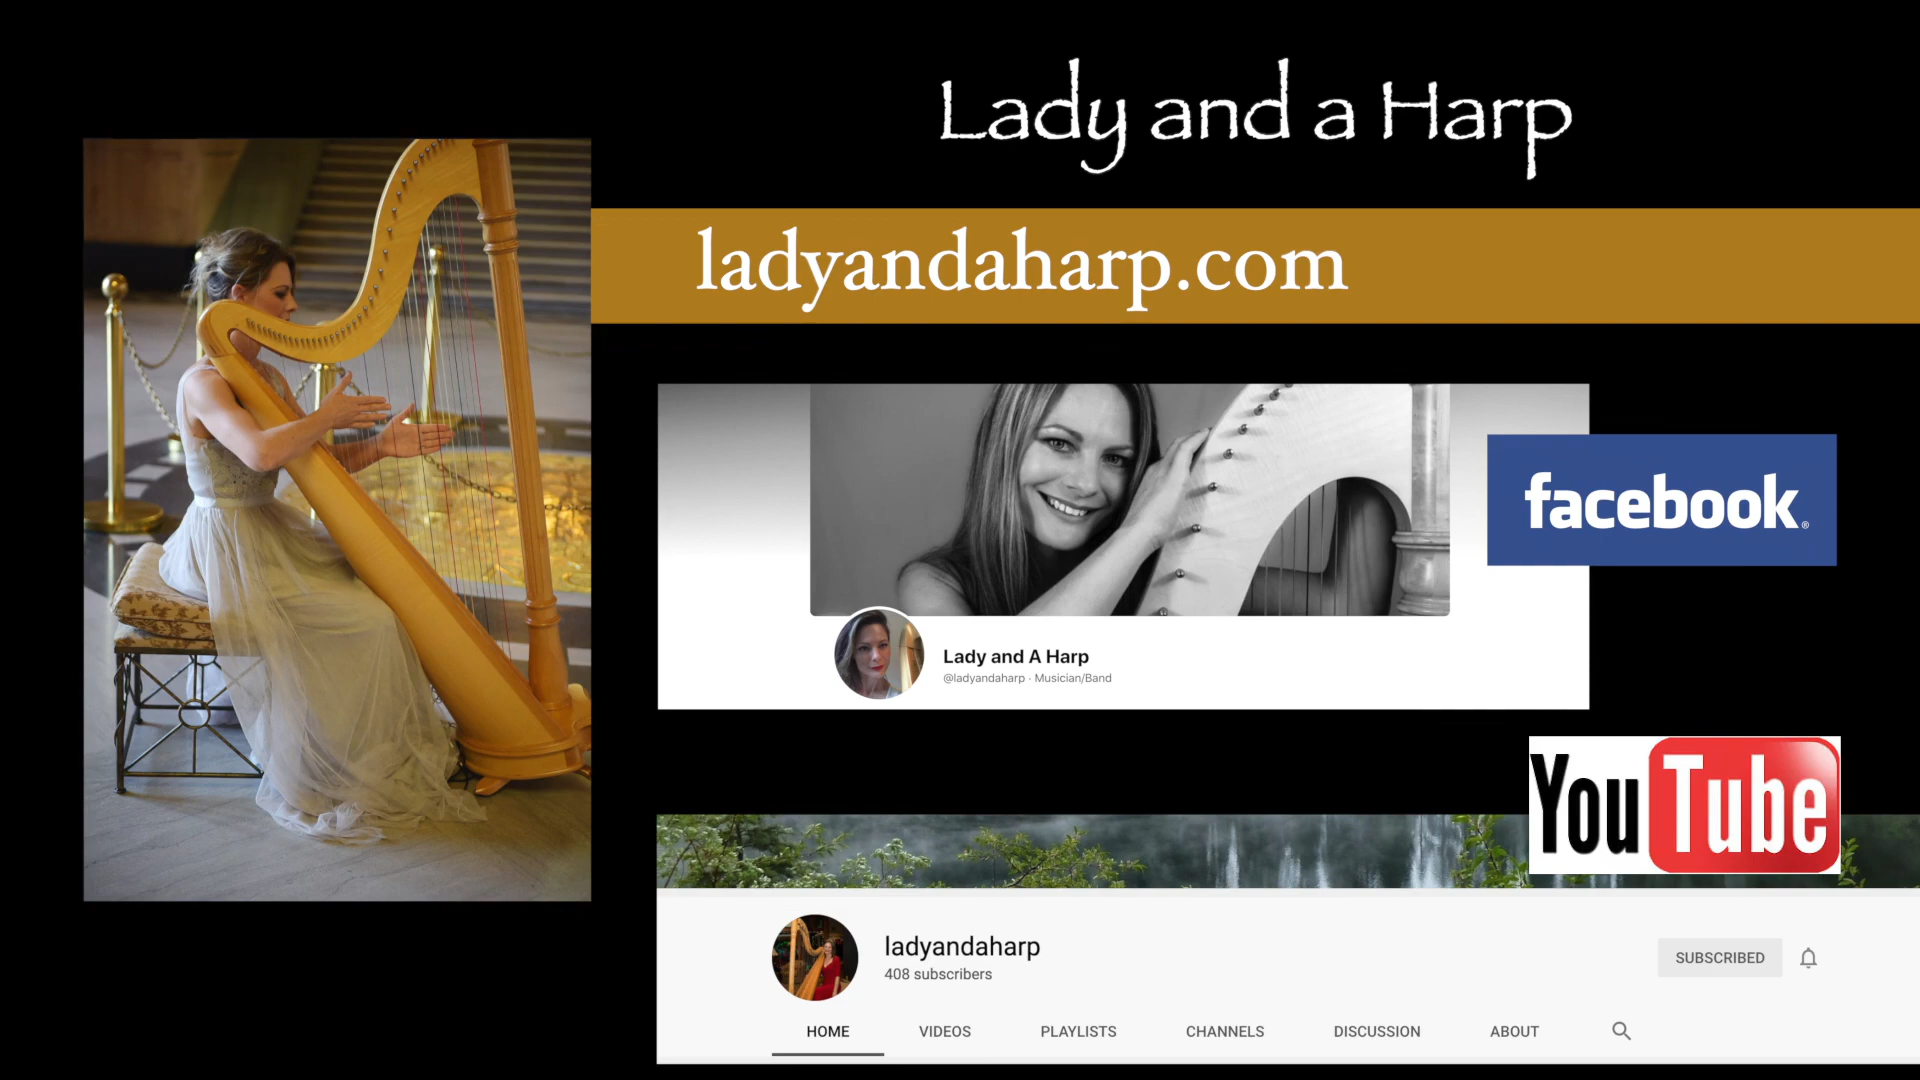 Lady and a Harp
ladyandaharp.com
facebook®
Lady and A Harp
@ladyandaharp · Musician/Band
YouTube
ladyandaharp
408 subscribers
SUBSCRIBED
HOME VIDEOS PLAYLISTS CHANNELS DISCUSSION ABOUT